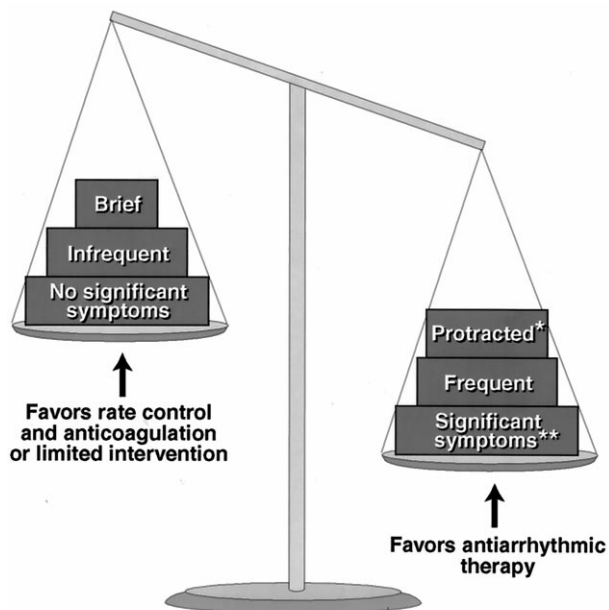 Brief
Infrequent
No significant
symptoms
Favors rate control
and anticoagulation
or limited intervention
Protracted*
Frequent
Significant
symptoms**
Favors antiarrhythmic
therapy